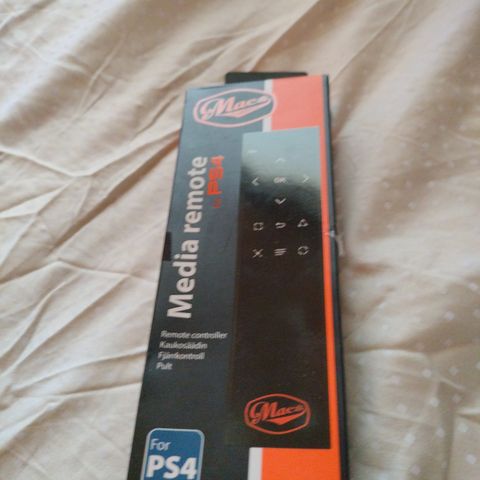 Macs
Media remote
for PS4
OK
Remote controller
Kaukosäädin
Fjärrkontroll
Pult
Macs
For
PS4